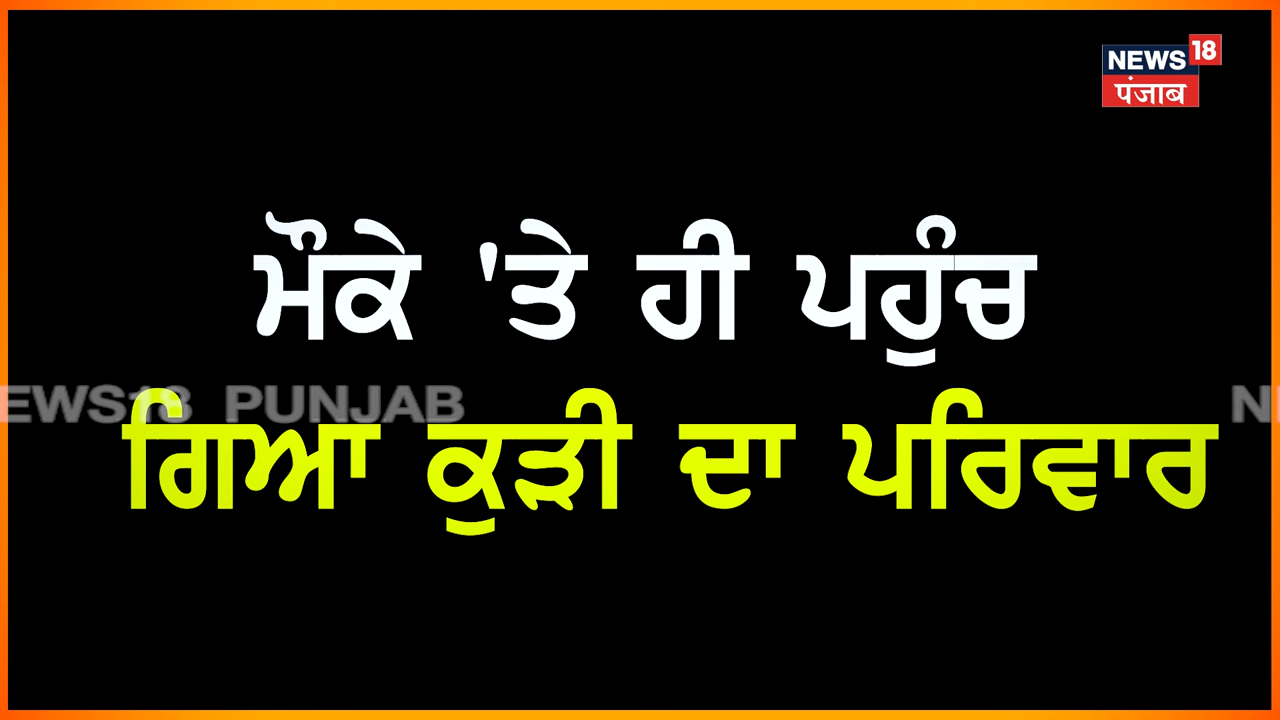 NEWS 18
पंजाब
ਮੌਕੇ 'ਤੇ ਹੀ ਪਹੁੰਚ
EWS18 PUNJAB
ਗਿਆ ਕੁੜੀ ਦਾ ਪਰਿਵਾਰ